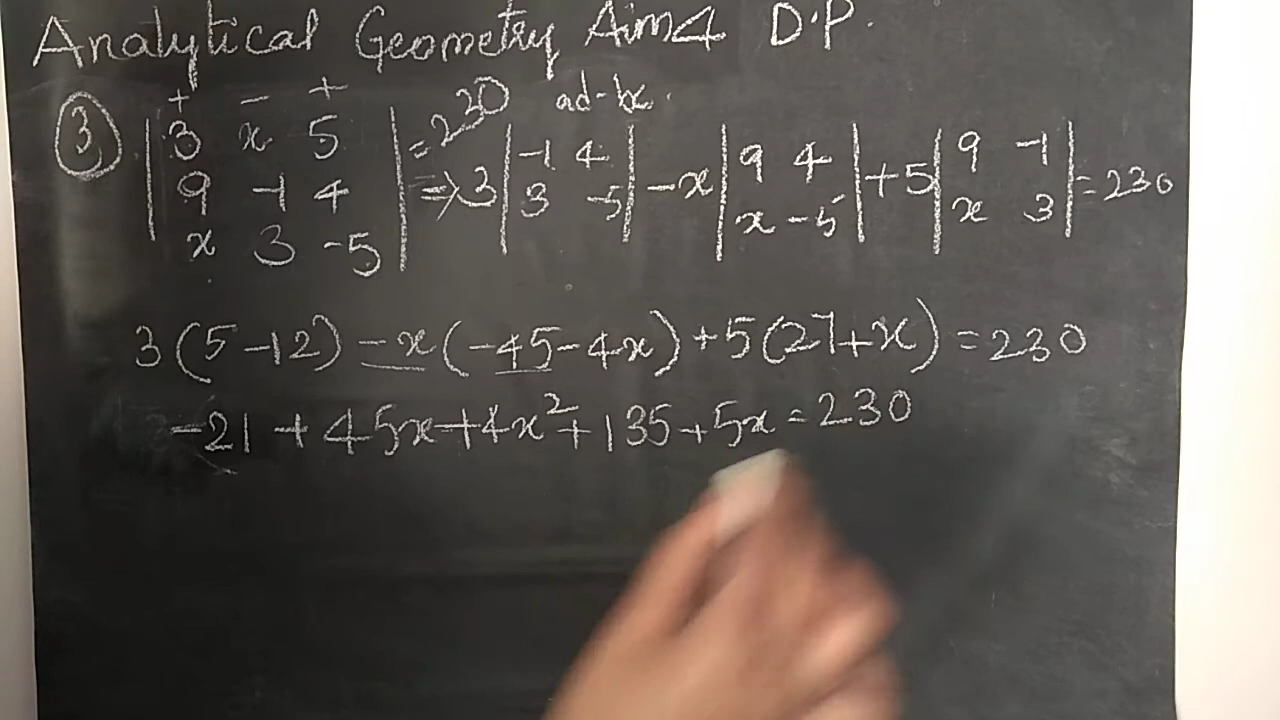 Analytical Geometry Aim4 D.P.
+ - +
③ | 3 x 5 | = 230 ad-bc.
| 9 -1 4 | => 3 | -1 4 | - x | 9 4 | + 5 | 9 -1 | = 230
| x 3 -5 | | 3 -5 | | x -5 | | x 3 |
3(5-12) - x(-45-4x) + 5(27+x) = 230
-21 + 45x + 4x² + 135 + 5x = 230